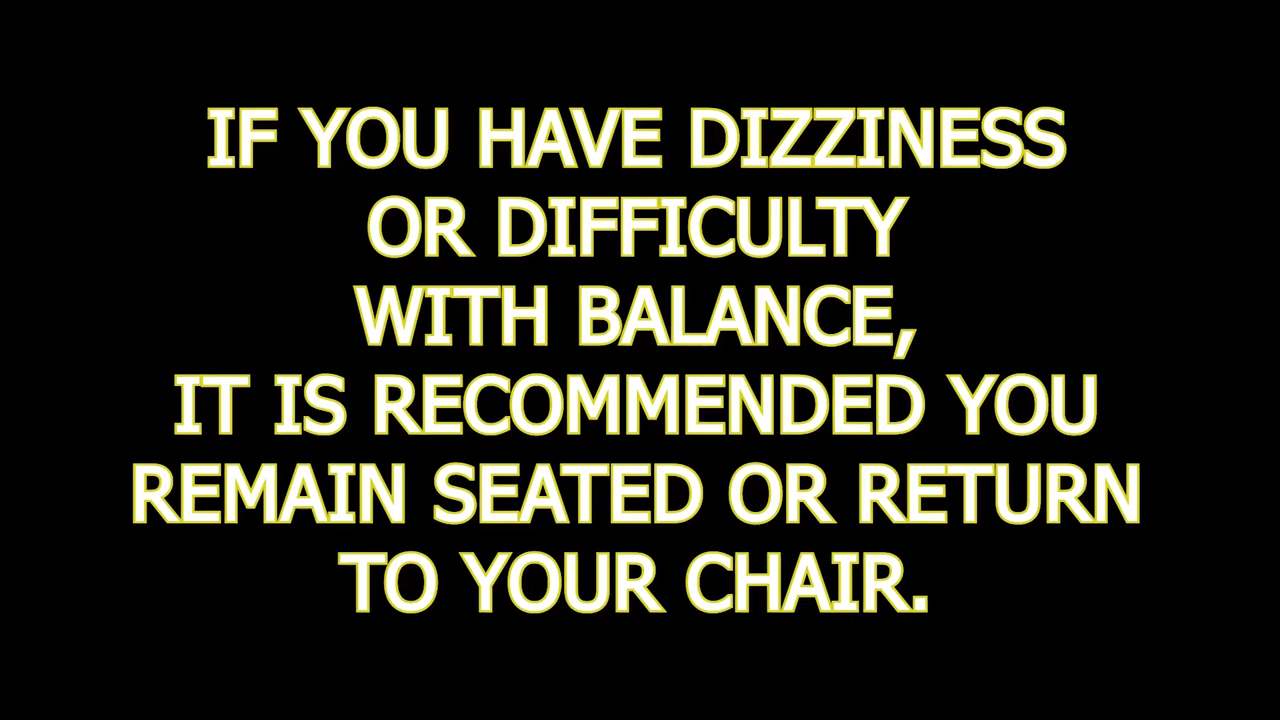 IF YOU HAVE DIZZINESS
OR DIFFICULTY
WITH BALANCE,
IT IS RECOMMENDED YOU
REMAIN SEATED OR RETURN
TO YOUR CHAIR.